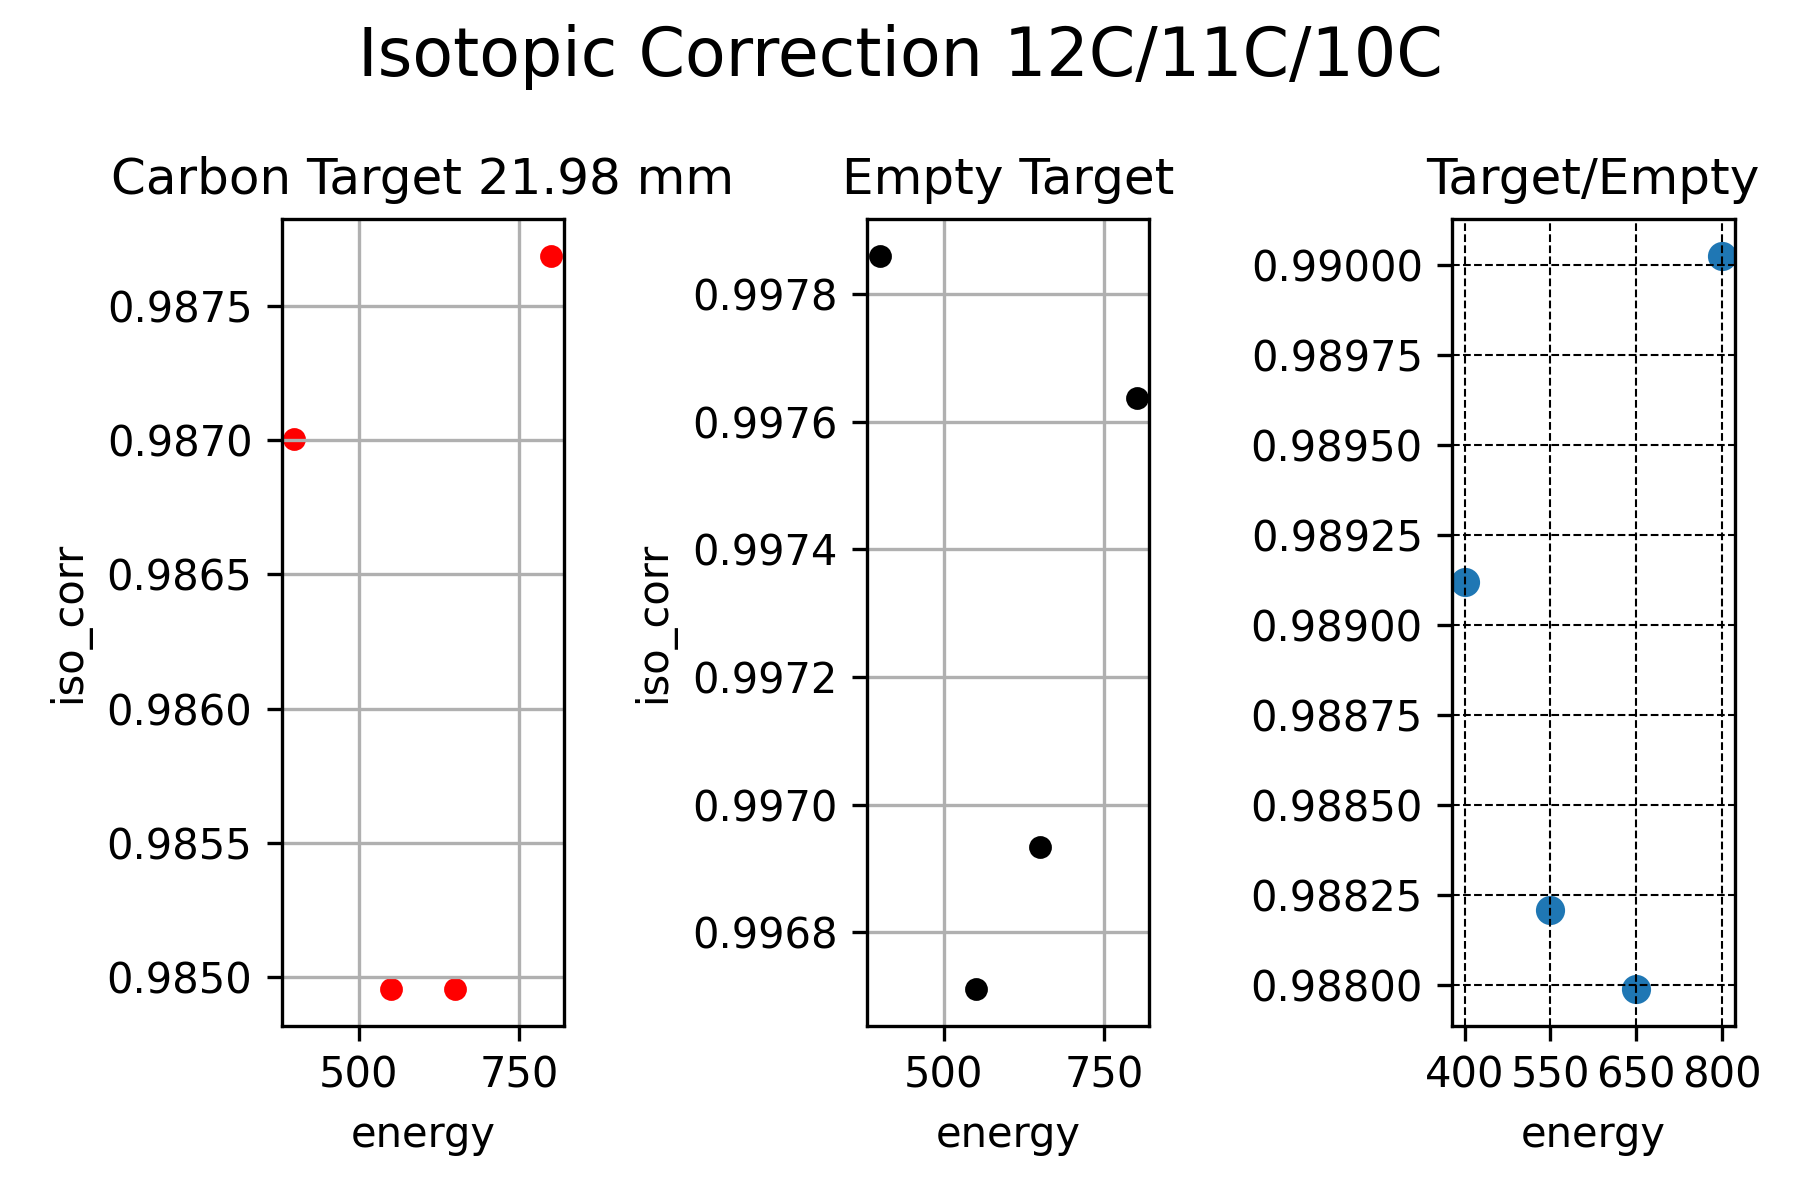 Isotopic Correction 12C/11C/10C
Carbon Target 21.98 mm
0.9875
0.9870
0.9865
0.9860
0.9855
0.9850
iso_corr
500 750
energy
Empty Target
0.9978
0.9976
0.9974
0.9972
0.9970
0.9968
iso_corr
500 750
energy
Target/Empty
0.99000
0.98975
0.98950
0.98925
0.98900
0.98875
0.98850
0.98825
0.98800
400 550 650 800
energy